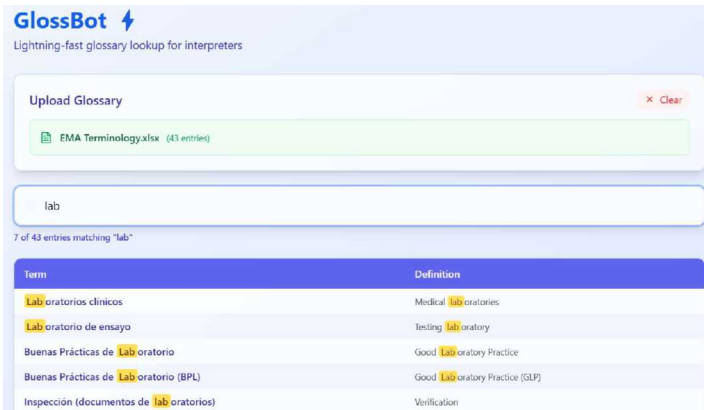 GlossBot
Lightning-fast glossary lookup for interpreters
Upload Glossary
× Clear
EMA Terminology.xlsx (43 entries)
lab
7 of 43 entries matching "lab"
Term Definition
Laboratorios clínicos Medical laboratories
Laboratorio de ensayo Testing laboratory
Buenas Prácticas de Laboratorio Good Laboratory Practice
Buenas Prácticas de Laboratorio (BPL) Good Laboratory Practice (GLP)
Inspección (documentos de laboratorios) Verification